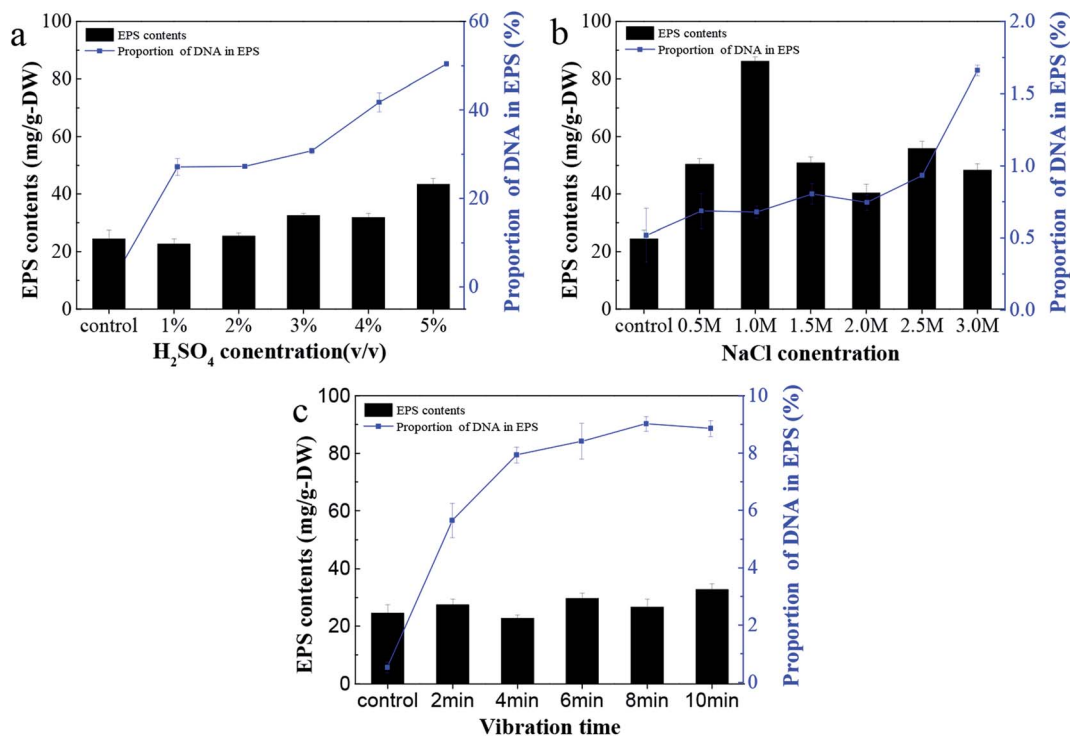 a
EPS contents
Proportion of DNA in EPS
EPS contents (mg/g-DW)
100
80
60
40
20
0
Proportion of DNA in EPS (%)
60
40
20
0
control 1% 2% 3% 4% 5%
H₂SO₄ conentration(v/v)
b
EPS contents
Proportion of DNA in EPS
EPS contents (mg/g-DW)
100
80
60
40
20
0
Proportion of DNA in EPS (%)
2.0
1.5
1.0
0.5
0.0
control 0.5M 1.0M 1.5M 2.0M 2.5M 3.0M
NaCl conentration
c
EPS contents
Proportion of DNA in EPS
EPS contents (mg/g-DW)
100
80
60
40
20
0
Proportion of DNA in EPS (%)
10
8
6
4
2
0
control 2min 4min 6min 8min 10min
Vibration time